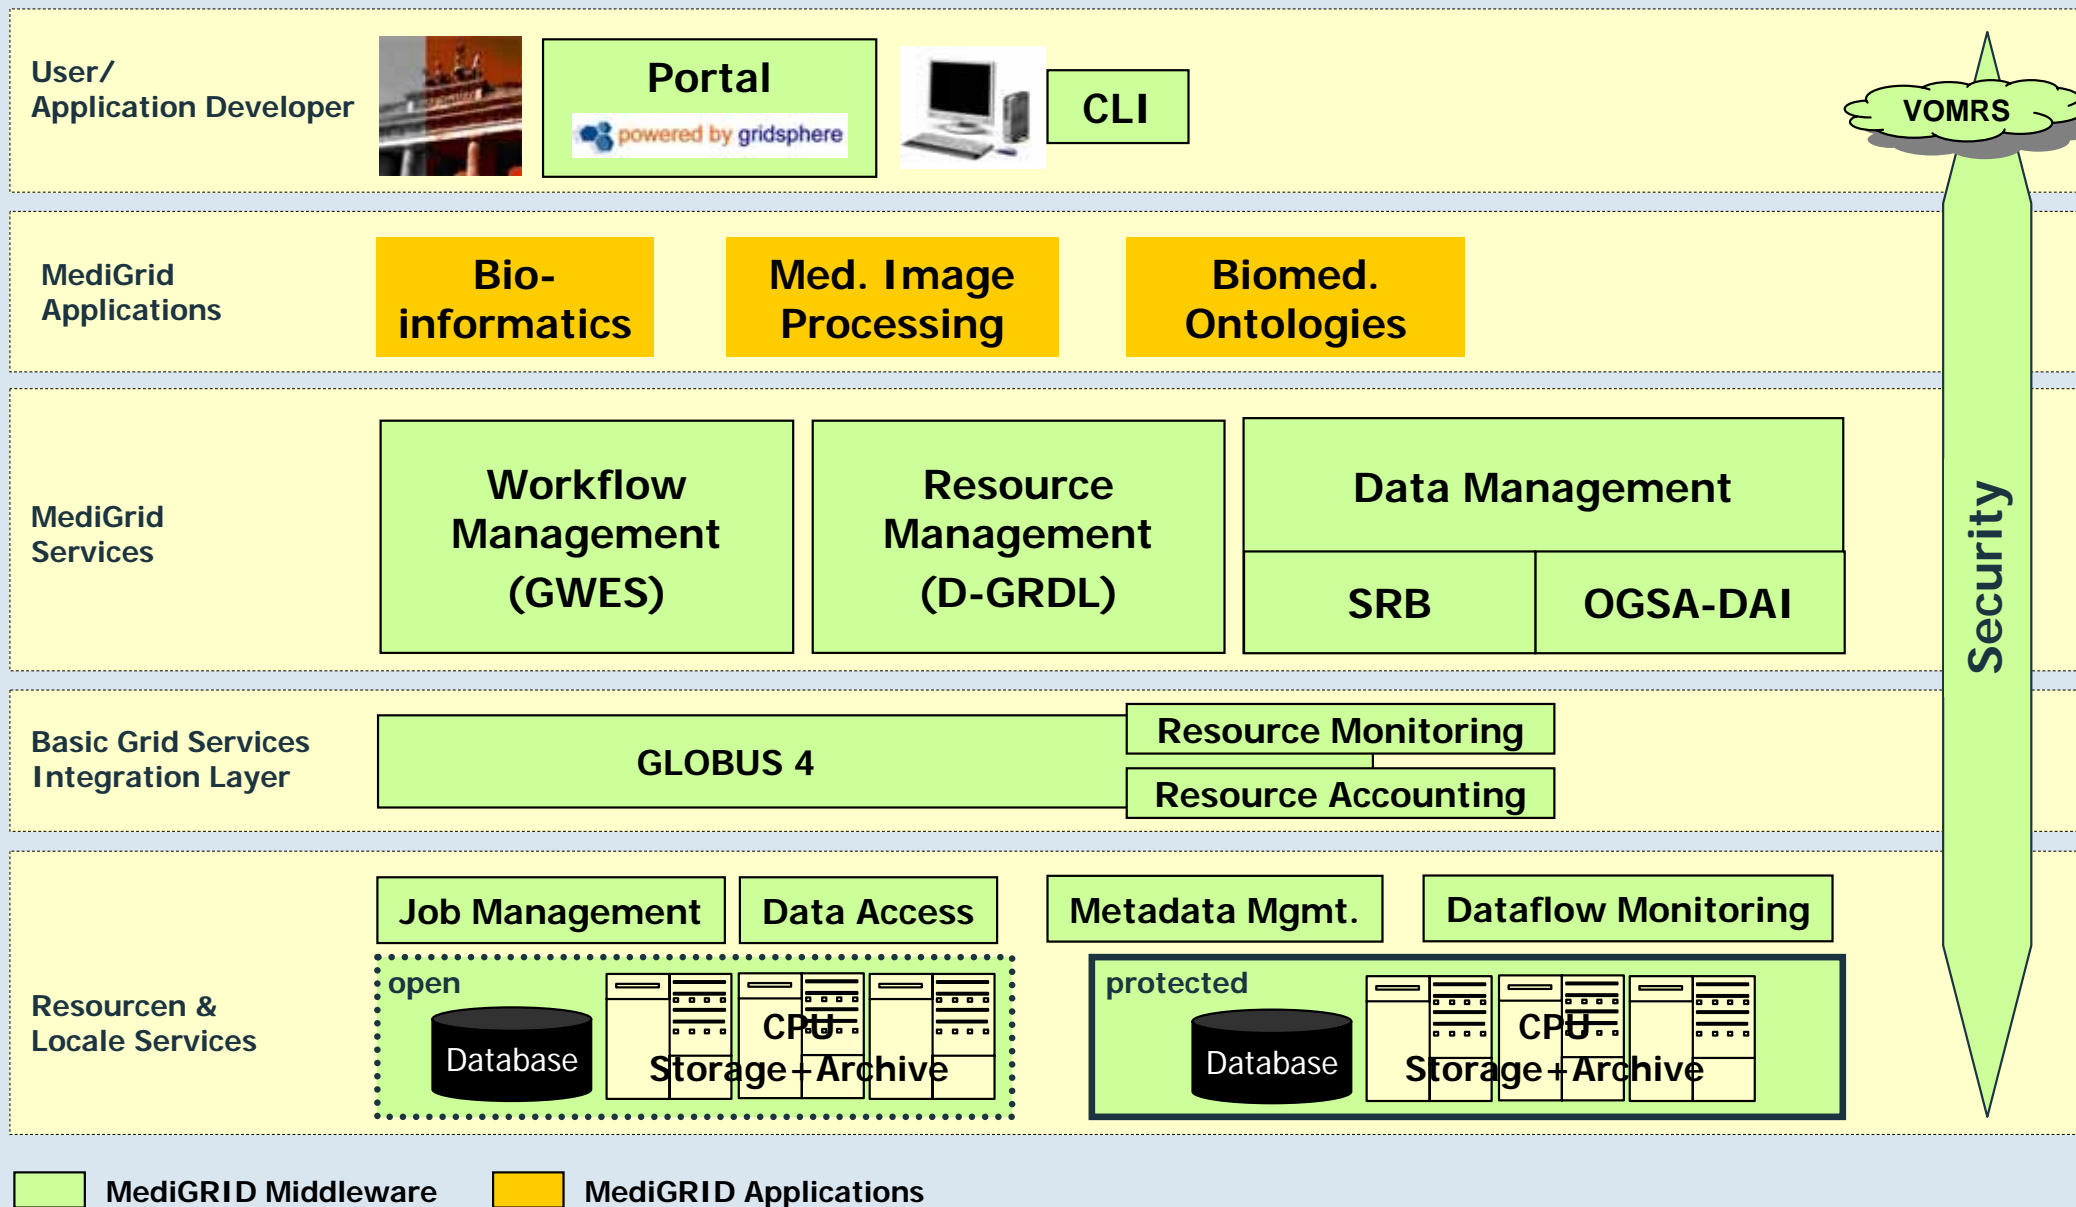 User/
Application Developer
Portal
powered by gridsphere
CLI
VOMRS
MediGrid
Applications
Bio-
informatics
Med. Image
Processing
Biomed.
Ontologies
MediGrid
Services
Workflow
Management
(GWES)
Resource
Management
(D-GRDL)
Data Management
SRB
OGSA-DAI
Security
Basic Grid Services
Integration Layer
GLOBUS 4
Resource Monitoring
Resource Accounting
Resourcen &
Locale Services
Job Management
Data Access
Metadata Mgmt.
Dataflow Monitoring
open
Database
CPU
Storage+Archive
protected
Database
CPU
Storage+Archive
MediGRID Middleware
MediGRID Applications